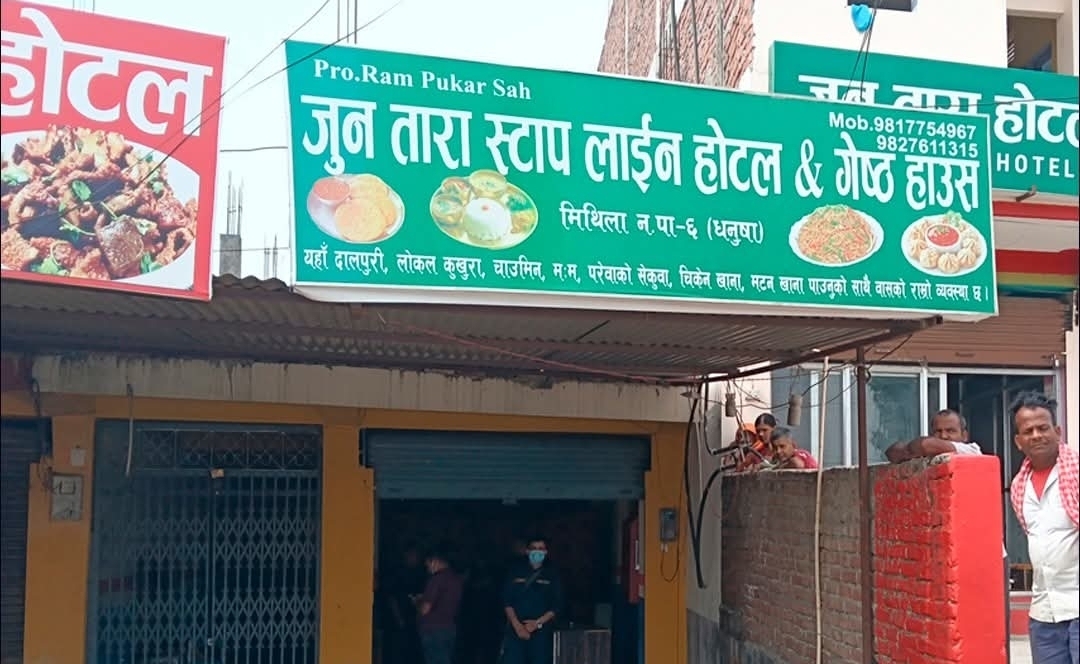 होटल
Pro.Ram Pukar Sah
जुन तारा स्टाप लाईन होटल & गेष्ठ हाउस
Mob.9817754967
9827611315
मिथिला न.पा-६ (धनुषा)
यहाँ दालपुरी, लोकल कुखुरा, चाउमिन, म:म, परेवाको सेकुवा, चिकेन खाना, मटन खाना पाउनुको साथै वासको राम्रो व्यवस्था छ।
जुन तारा होटल
HOTEL